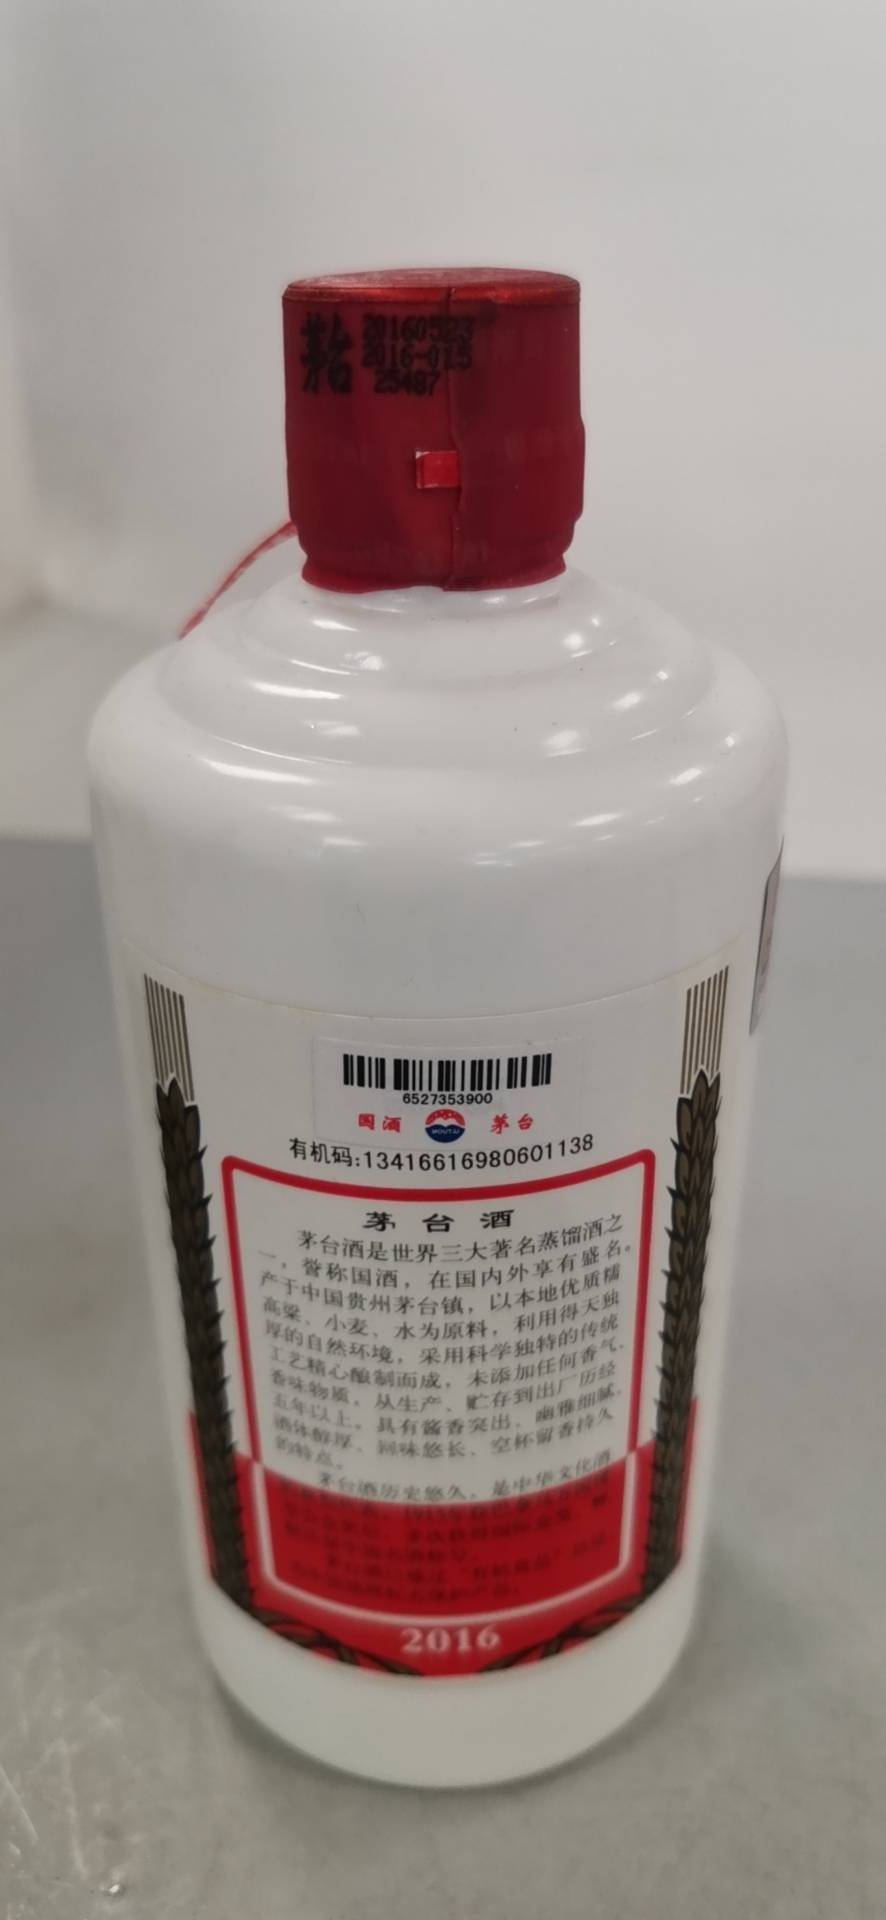 茅台
20160523
2016-015
25487
6527353900
国酒
MOUTAI
茅台
有机码:13416616980601138
茅台酒
茅台酒是世界三大著名蒸馏酒之
一，誉称国酒，在国内外享有盛名。
产于中国贵州茅台镇，以本地优质糯
高粱、小麦、水为原料，利用得天独
厚的自然环境，采用科学独特的传统
工艺精心酿制而成，未添加任何香气、
香味物质，从生产、贮存到出厂历经
五年以上。具有酱香突出、幽雅细腻、
酒体醇厚、回味悠长、空杯留香持久
的特点。
茅台酒历史悠久，是中华文化酒
2016